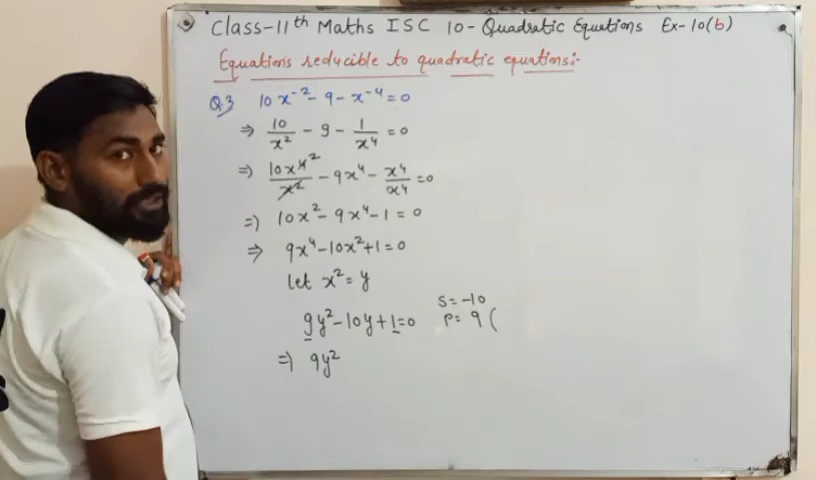 Class-11th Maths ISC 10-Quadratic Equations Ex-10(b)
Equations reducible to quadratic equations:-
Q.3 10x⁻² - 9 - x⁻⁴ = 0
⇒ 10/x² - 9 - 1/x⁴ = 0
⇒ 10x⁴²/x² - 9x⁴ - x⁴/x⁴ = 0
⇒ 10x² - 9x⁴ - 1 = 0
⇒ 9x⁴ - 10x² + 1 = 0
let x² = y
S = -10
9y² - 10y + 1 = 0 P = 9 (
⇒ 9y²